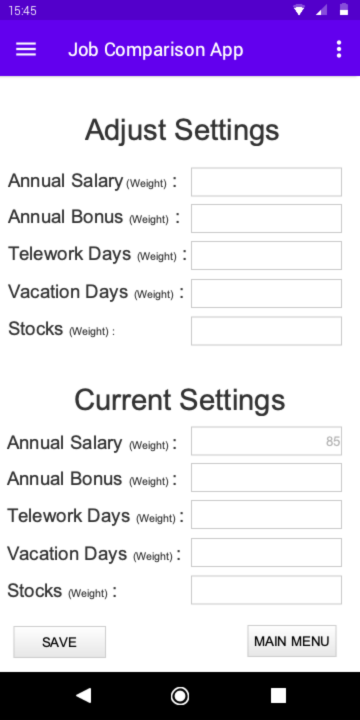 15:45
Job Comparison App
Adjust Settings
Annual Salary (Weight) :
Annual Bonus (Weight) :
Telework Days (Weight) :
Vacation Days (Weight) :
Stocks (Weight) :
Current Settings
Annual Salary (Weight) : 85
Annual Bonus (Weight) :
Telework Days (Weight) :
Vacation Days (Weight) :
Stocks (Weight) :
SAVE MAIN MENU